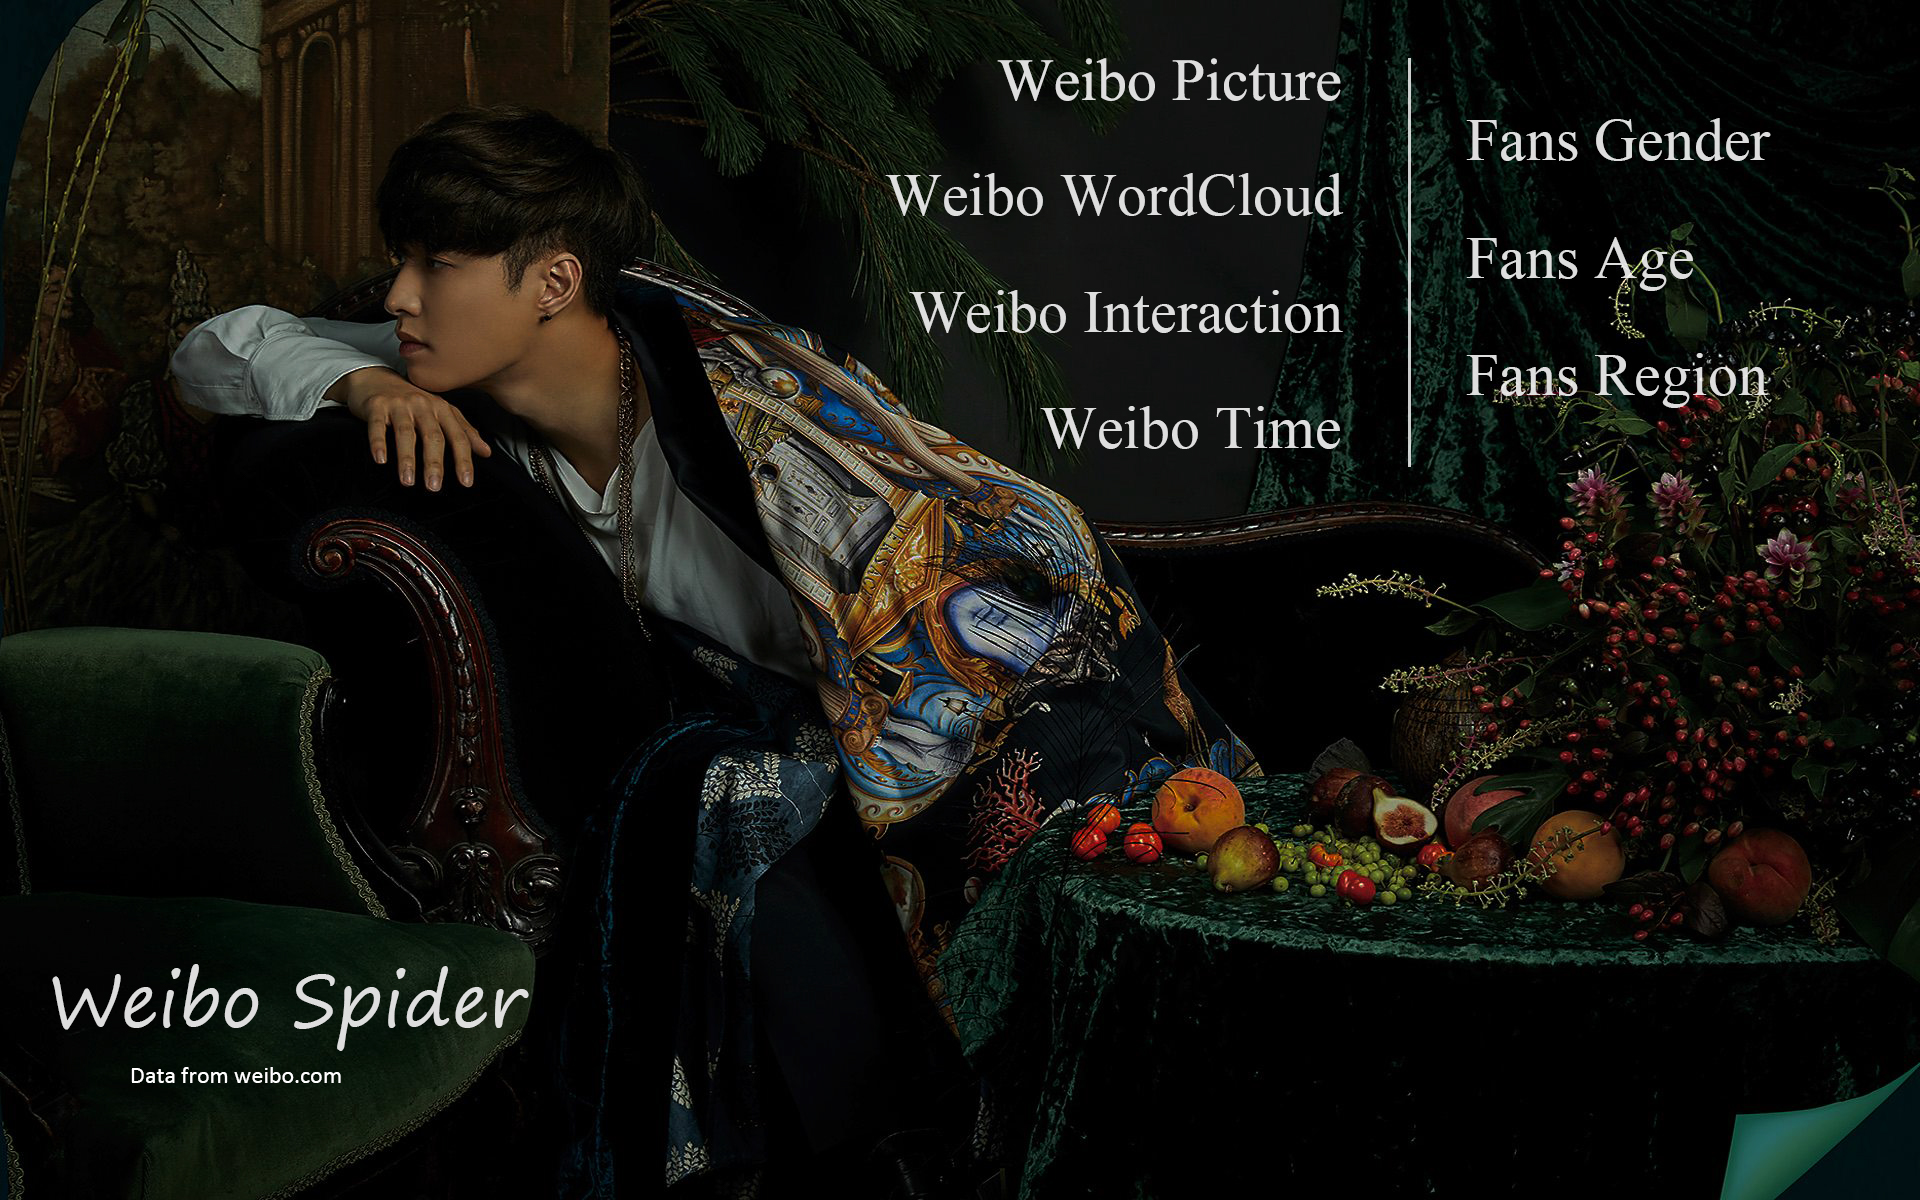 Weibo Picture
Weibo WordCloud
Weibo Interaction
Weibo Time
Fans Gender
Fans Age
Fans Region
VERSACE
Weibo Spider
Data from weibo.com